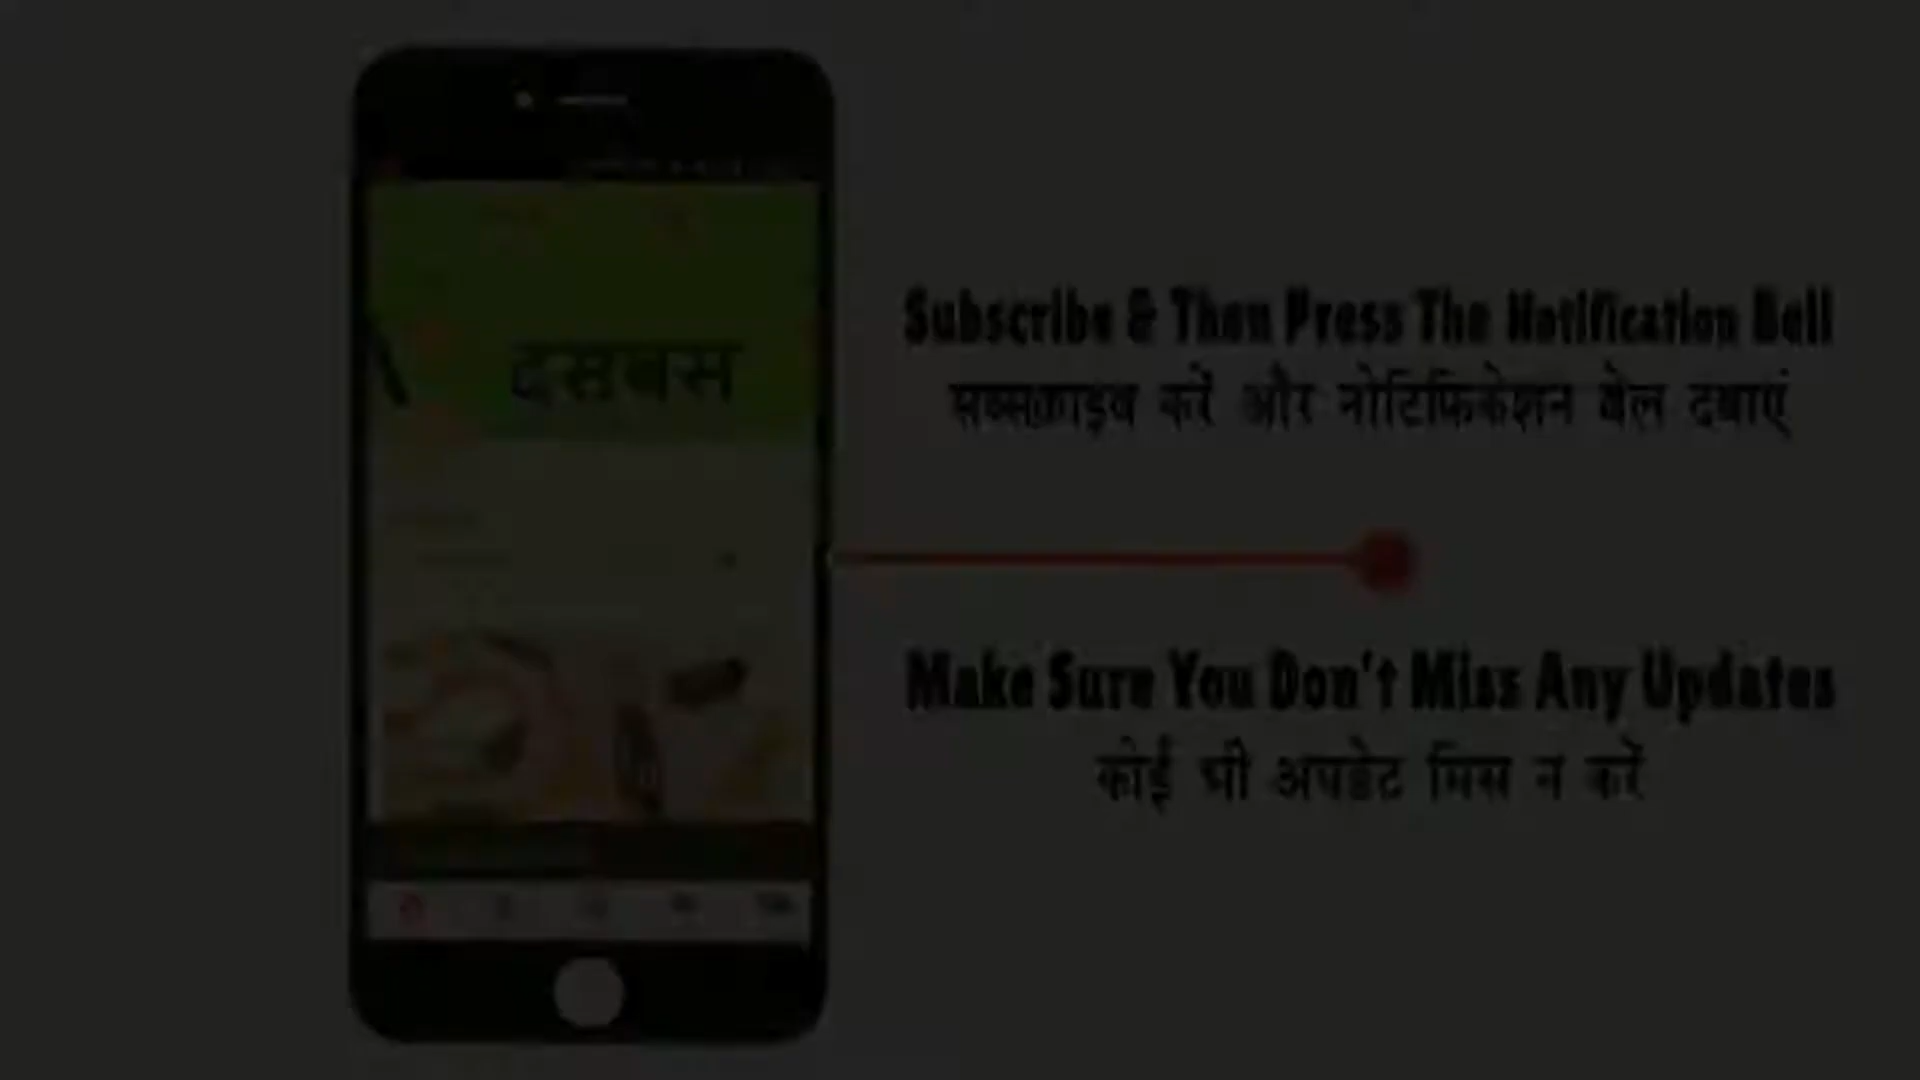 दसबस
Subscribe & Then Press The Notification Bell
सब्सक्राइब करें और नोटिफिकेशन बेल दबाएं
Make Sure You Don't Miss Any Updates
कोई भी अपडेट मिस न करें